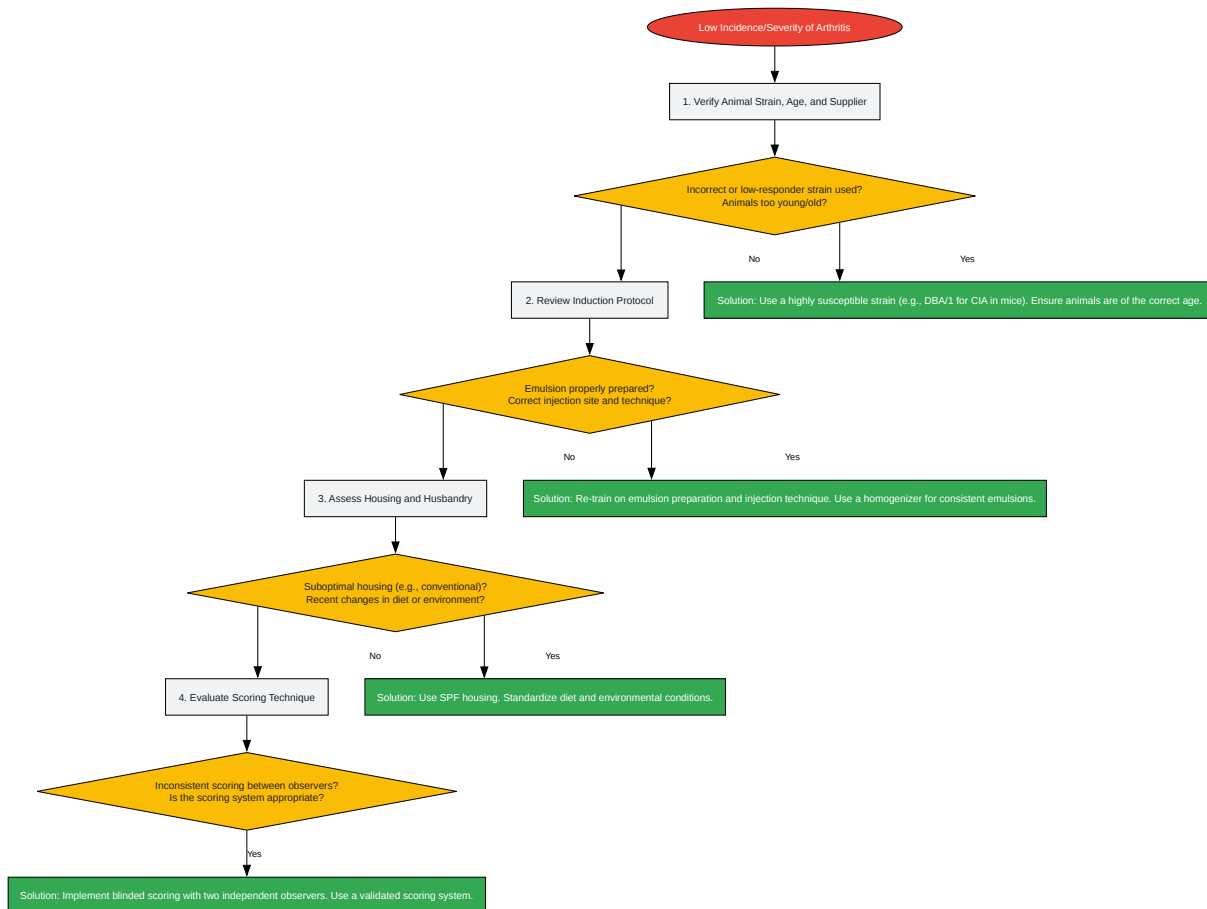 Low Incidence/Severity of Arthritis
1. Verify Animal Strain, Age, and Supplier
Incorrect or low-responder strain used?
Animals too young/old?
No
Yes
2. Review Induction Protocol
Solution: Use a highly susceptible strain (e.g., DBA/1 for CIA in mice). Ensure animals are of the correct age.
Emulsion properly prepared?
Correct injection site and technique?
No
Yes
3. Assess Housing and Husbandry
Solution: Re-train on emulsion preparation and injection technique. Use a homogenizer for consistent emulsions.
Suboptimal housing (e.g., conventional)?
Recent changes in diet or environment?
No
Yes
4. Evaluate Scoring Technique
Solution: Use SPF housing. Standardize diet and environmental conditions.
Inconsistent scoring between observers?
Is the scoring system appropriate?
Yes
Solution: Implement blinded scoring with two independent observers. Use a validated scoring system.